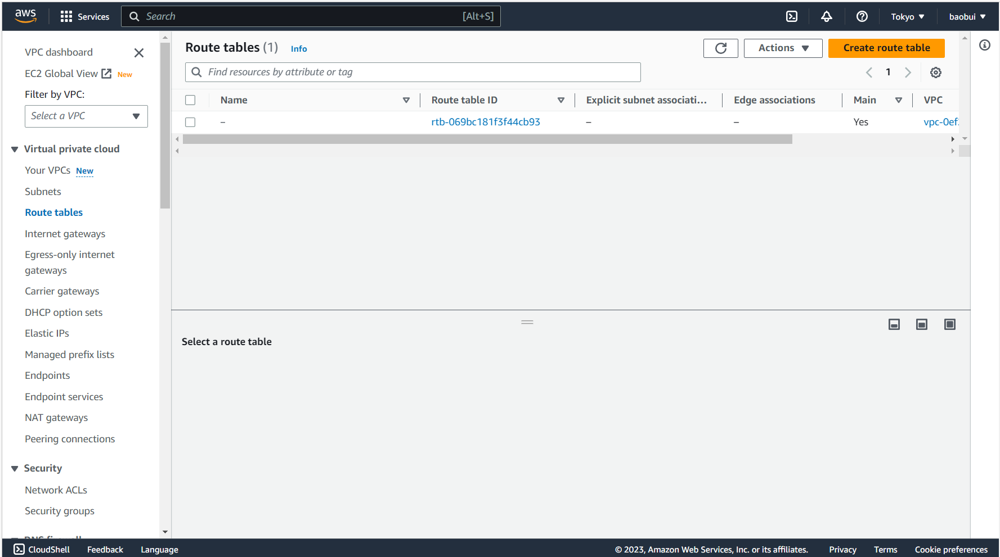 aws
Services
Search [Alt+S]
Tokyo
baobui
VPC dashboard
EC2 Global View New
Filter by VPC:
Select a VPC
Virtual private cloud
Your VPCs New
Subnets
Route tables
Internet gateways
Egress-only internet
gateways
Carrier gateways
DHCP option sets
Elastic IPs
Managed prefix lists
Endpoints
Endpoint services
NAT gateways
Peering connections
Security
Network ACLs
Security groups
DNS firewall
Route tables (1) Info
Actions
Create route table
Find resources by attribute or tag
1
Name Route table ID Explicit subnet associati... Edge associations Main VPC
– rtb-069bc181f3f44cb93 – – Yes vpc-0ef
Select a route table
CloudShell Feedback Language © 2023, Amazon Web Services, Inc. or its affiliates. Privacy Terms Cookie preferences